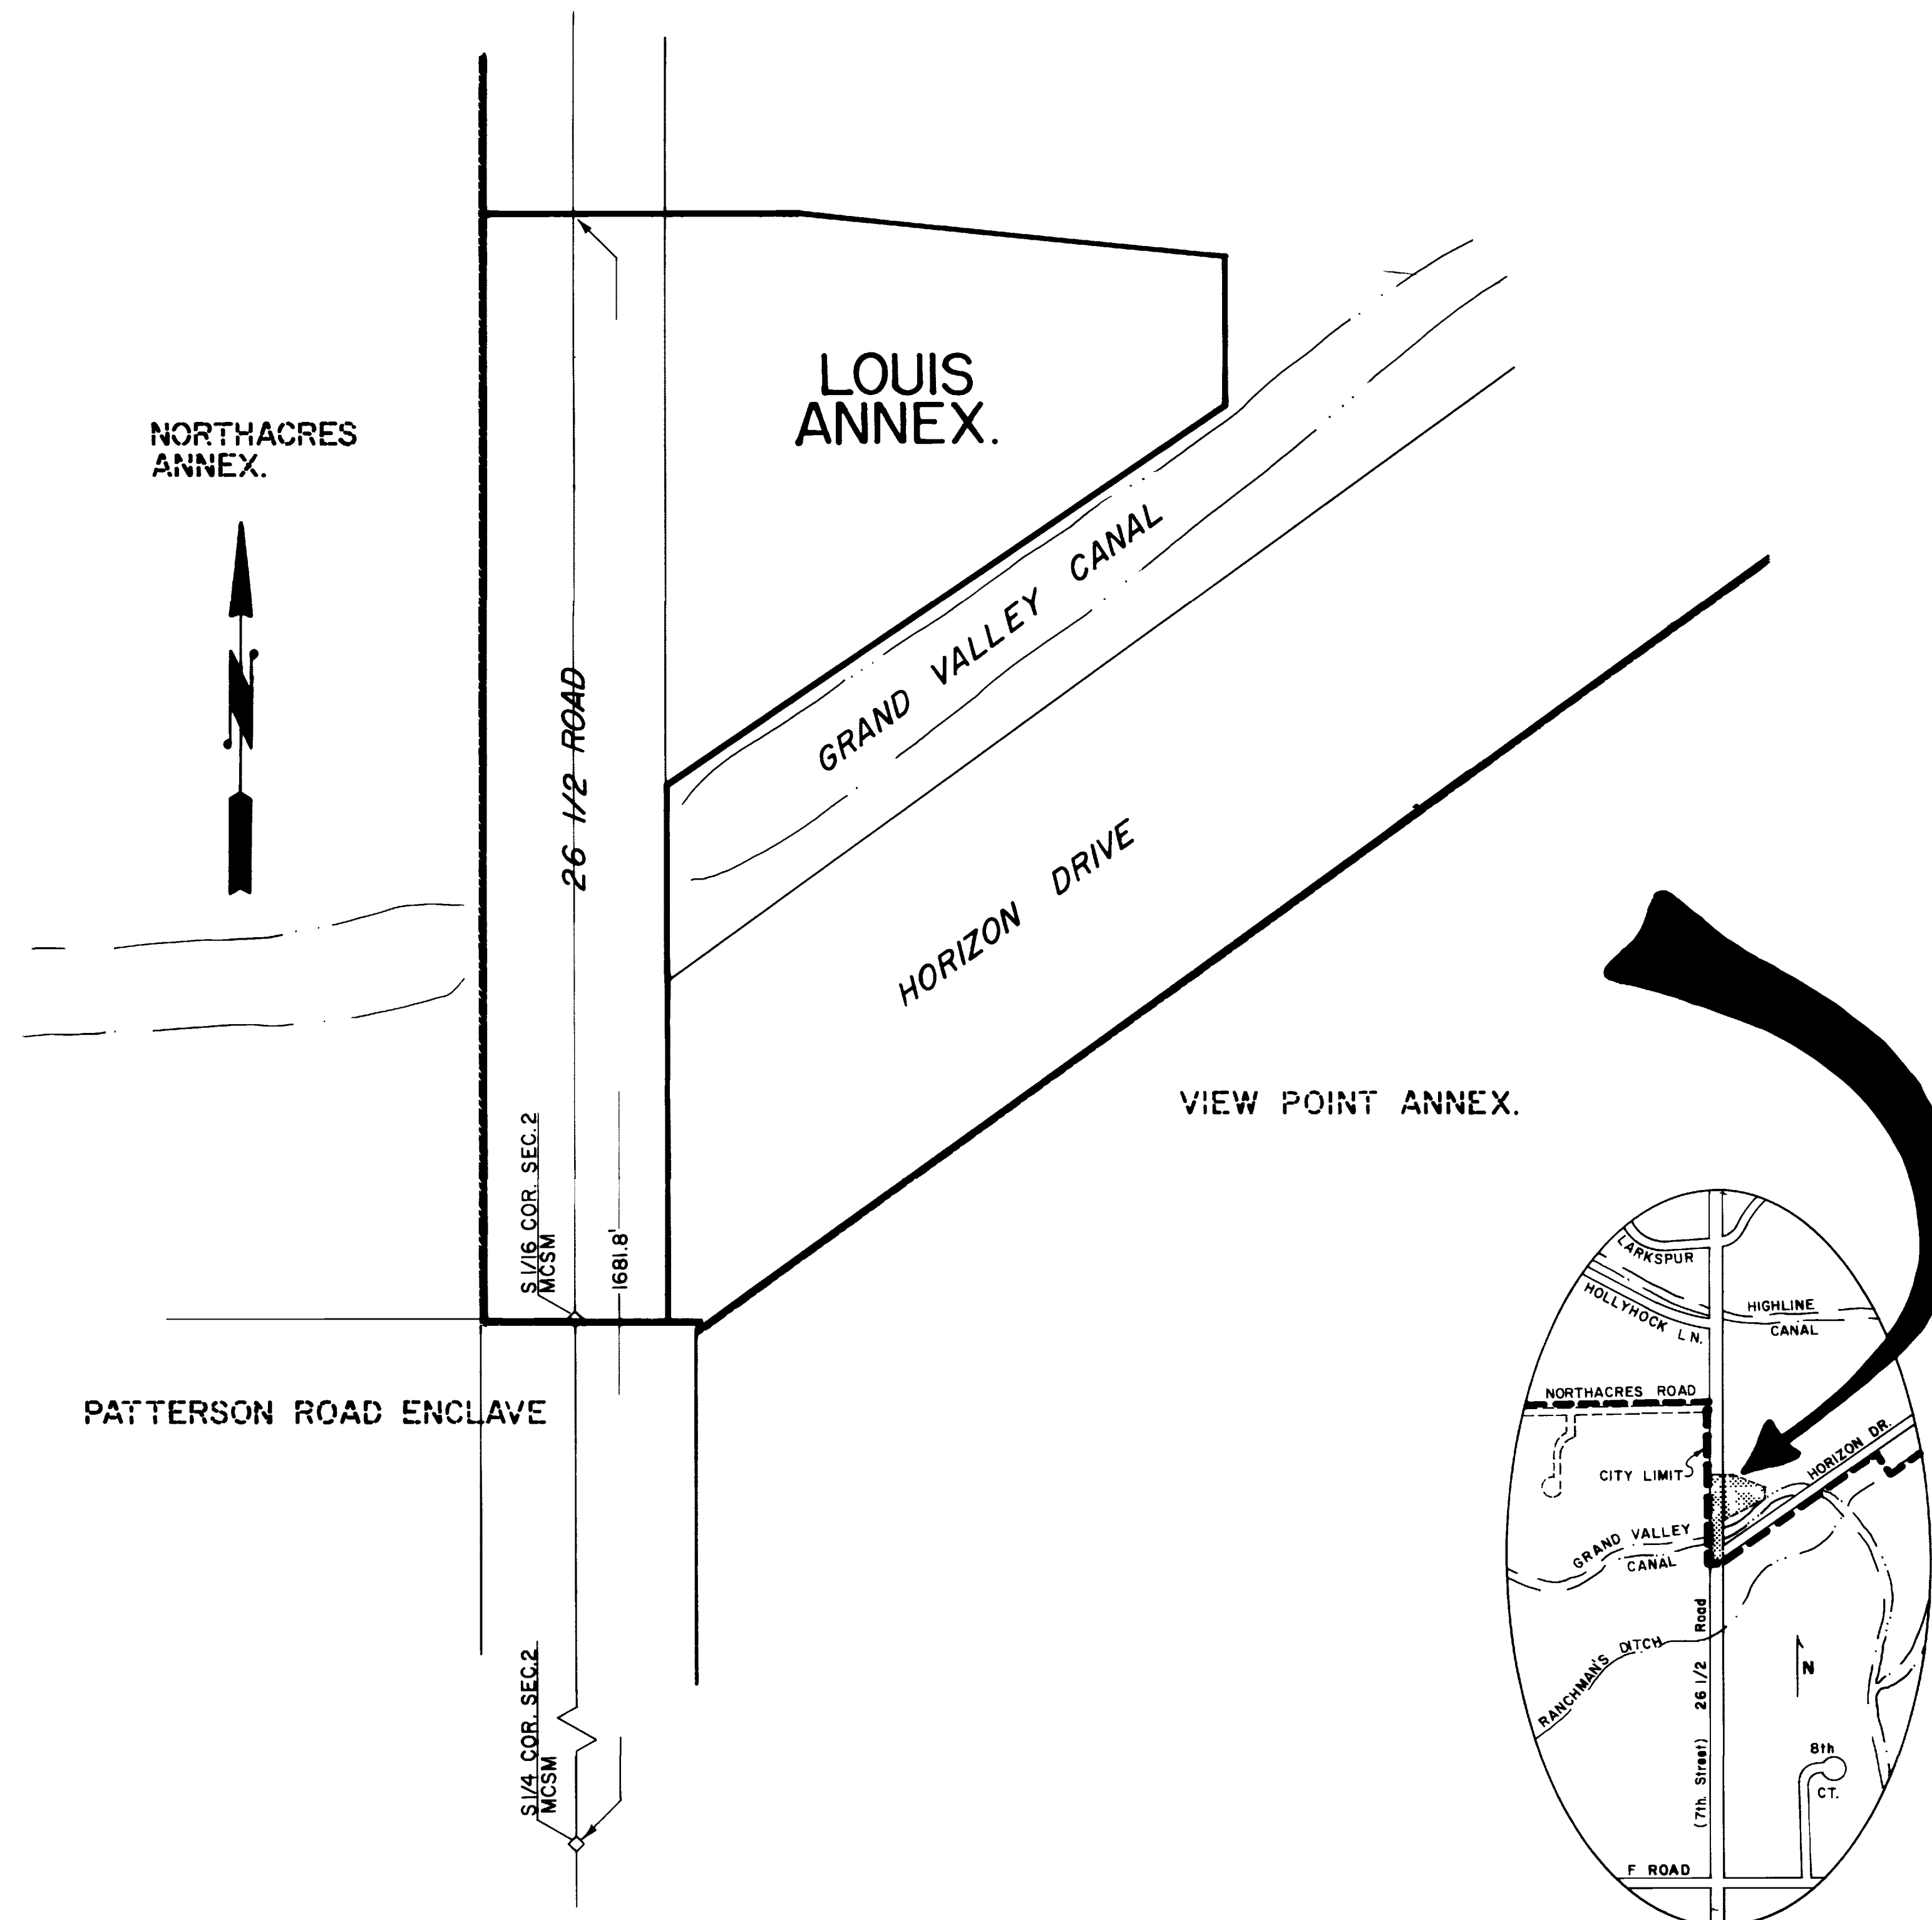 LOUIS
ANNEX.
NORTHACRES
ANNEX.
N
26 1/2 ROAD
GRAND VALLEY CANAL
HORIZON DRIVE
VIEW POINT ANNEX.
S 1/16 COR. SEC. 2
MCSM
1681.8'
PATTERSON ROAD ENCLAVE
S 1/4 COR. SEC. 2
MCSM
LARKSPUR
HOLLYHOCK LN.
HIGHLINE
CANAL
NORTHACRES ROAD
CITY LIMIT
HORIZON DR.
GRAND VALLEY
CANAL
RANCHMAN'S DITCH
(7th. Street) 26 1/2 Road
N
8th
CT.
F ROAD